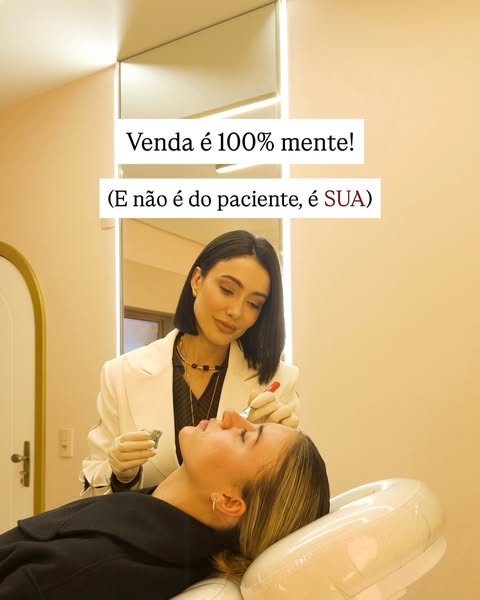 Venda é 100% mente!
(E não é do paciente, é SUA)